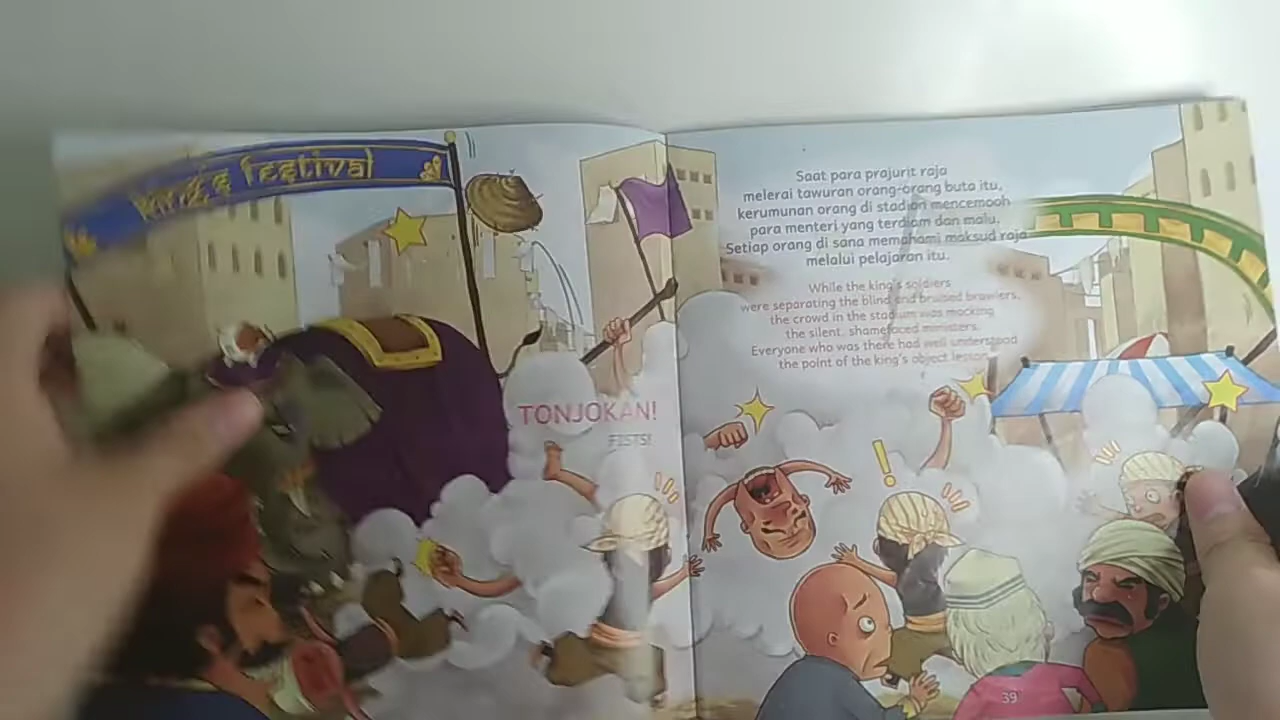 King's festival
TONJOKAN!
FISTS!
Saat para prajurit raja
melerai tawuran orang-orang buta itu,
kerumunan orang di stadion mencemooh
para menteri yang terdiam dan malu.
Setiap orang di sana memahami maksud raja
melalui pelajaran itu.
While the king's soldiers
were separating the blind and bruised brawlers,
the crowd in the stadium was mocking
the silent, shamefaced ministers.
Everyone who was there had well understood
the point of the king's object lesson.
39